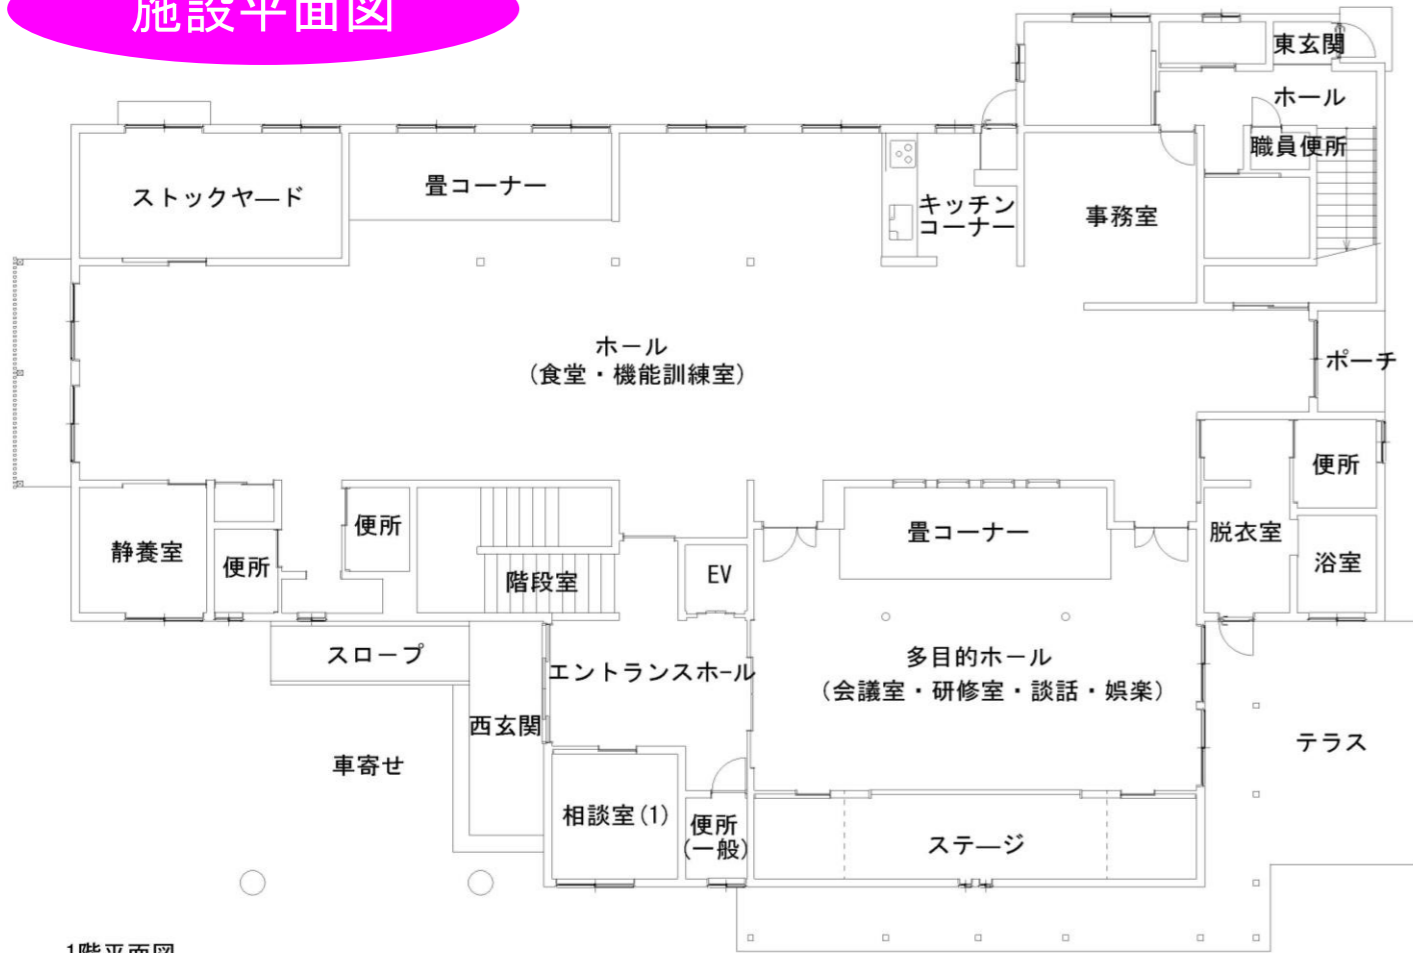 施設平面図
東玄関
ホール
職員便所
ストックヤード
畳コーナー
キッチン
コーナー
事務室
ホール
(食堂・機能訓練室)
ポーチ
静養室
便所
便所
階段室
EV
畳コーナー
脱衣室
便所
浴室
スロープ
エントランスホール
多目的ホール
(会議室・研修室・談話・娯楽)
西玄関
車寄せ
テラス
相談室(1)
便所
(一般)
ステージ
1階平面図